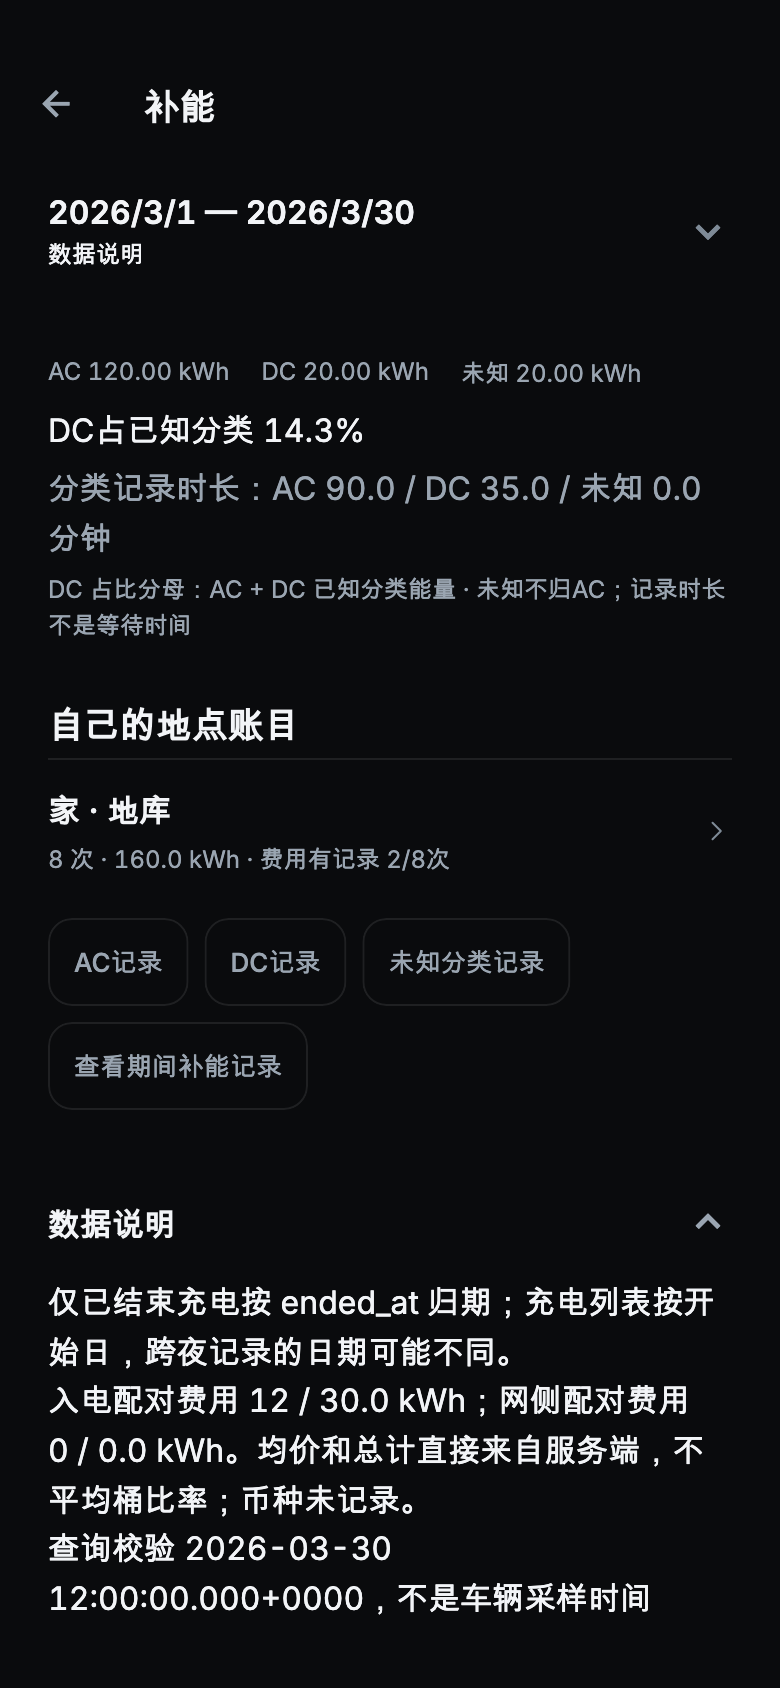 补能
2026/3/1 — 2026/3/30
数据说明
AC 120.00 kWh DC 20.00 kWh 未知 20.00 kWh
DC占已知分类 14.3%
分类记录时长：AC 90.0 / DC 35.0 / 未知 0.0
分钟
DC 占比分母：AC + DC 已知分类能量 · 未知不归AC；记录时长
不是等待时间
自己的地点账目
家 · 地库
8 次 · 160.0 kWh · 费用有记录 2/8次
AC记录 DC记录 未知分类记录
查看期间补能记录
数据说明
仅已结束充电按 ended_at 归期；充电列表按开
始日，跨夜记录的日期可能不同。
入电配对费用 12 / 30.0 kWh；网侧配对费用
0 / 0.0 kWh。均价和总计直接来自服务端，不
平均桶比率；币种未记录。
查询校验 2026-03-30
12:00:00.000+0000，不是车辆采样时间